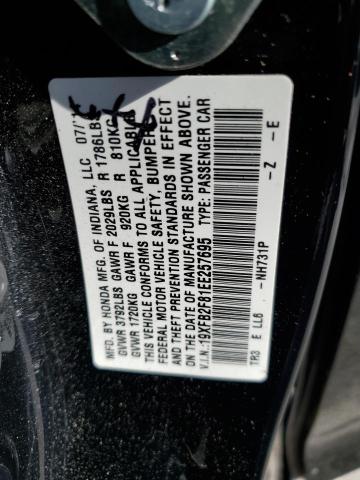 MFD. BY HONDA MFG. OF INDIANA, LLC 07/1
GVWR 3792LBS GAWR F 2029LBS R 1786LBS
GVWR 1720KG GAWR F 920KG R 810KG
THIS VEHICLE CONFORMS TO ALL APPLICABLE
FEDERAL MOTOR VEHICLE SAFETY, BUMPER,
AND THEFT PREVENTION STANDARDS IN EFFECT
ON THE DATE OF MANUFACTURE SHOWN ABOVE.
V.I.N.: 19XFB2F81EE257695 TYPE: PASSENGER CAR
TR3 E LL6 -NH731P -Z -E